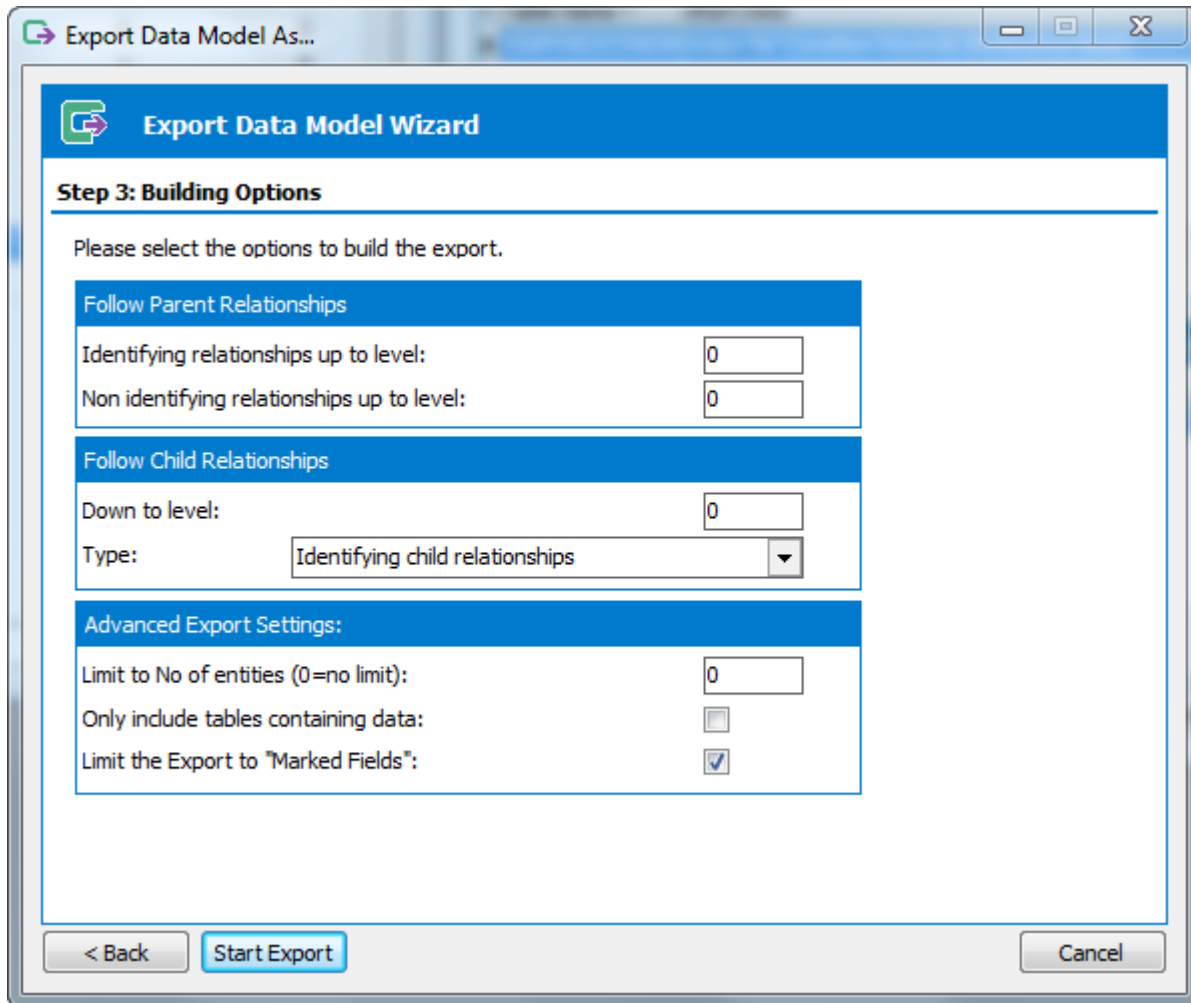 Export Data Model As...
Export Data Model Wizard
Step 3: Building Options
Please select the options to build the export.
Follow Parent Relationships
Identifying relationships up to level: 0
Non identifying relationships up to level: 0
Follow Child Relationships
Down to level: 0
Type: Identifying child relationships
Advanced Export Settings:
Limit to No of entities (0=no limit): 0
Only include tables containing data:
Limit the Export to "Marked Fields":
< Back Start Export Cancel